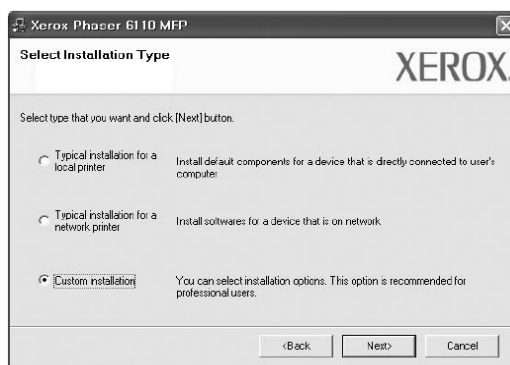 Xerox Phaser 6110 MFP
Select Installation Type
XEROX.
Select type that you want and click [Next] button.
Typical installation for a
local printer
Install default components for a device that is directly connected to user's
computer
Typical installation for a
network printer
Install softwares for a device that is on network
Custom installation
You can select installation options. This option is recommended for
professional users.
<Back
Next>
Cancel